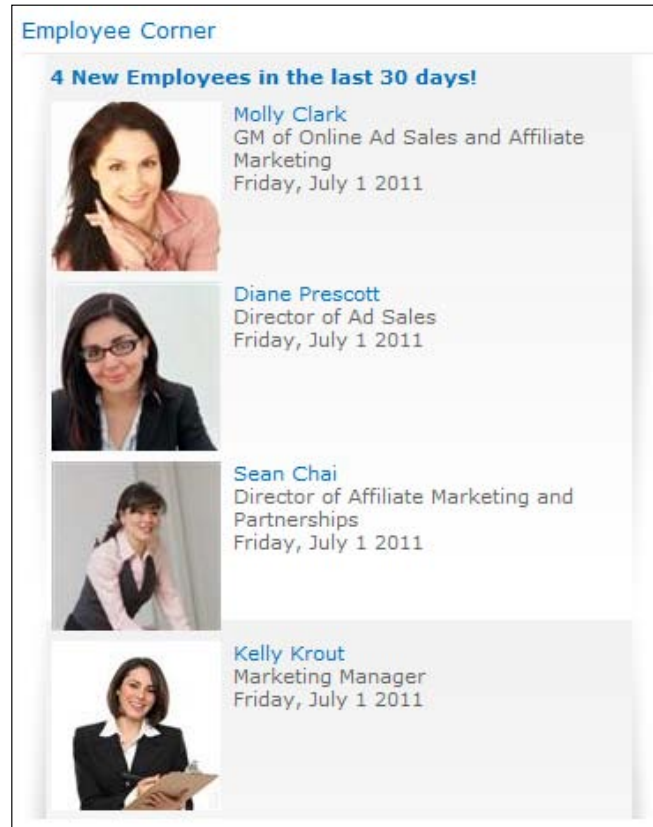 Employee Corner
4 New Employees in the last 30 days!
Molly Clark
GM of Online Ad Sales and Affiliate
Marketing
Friday, July 1 2011
Diane Prescott
Director of Ad Sales
Friday, July 1 2011
Sean Chai
Director of Affiliate Marketing and
Partnerships
Friday, July 1 2011
Kelly Krout
Marketing Manager
Friday, July 1 2011